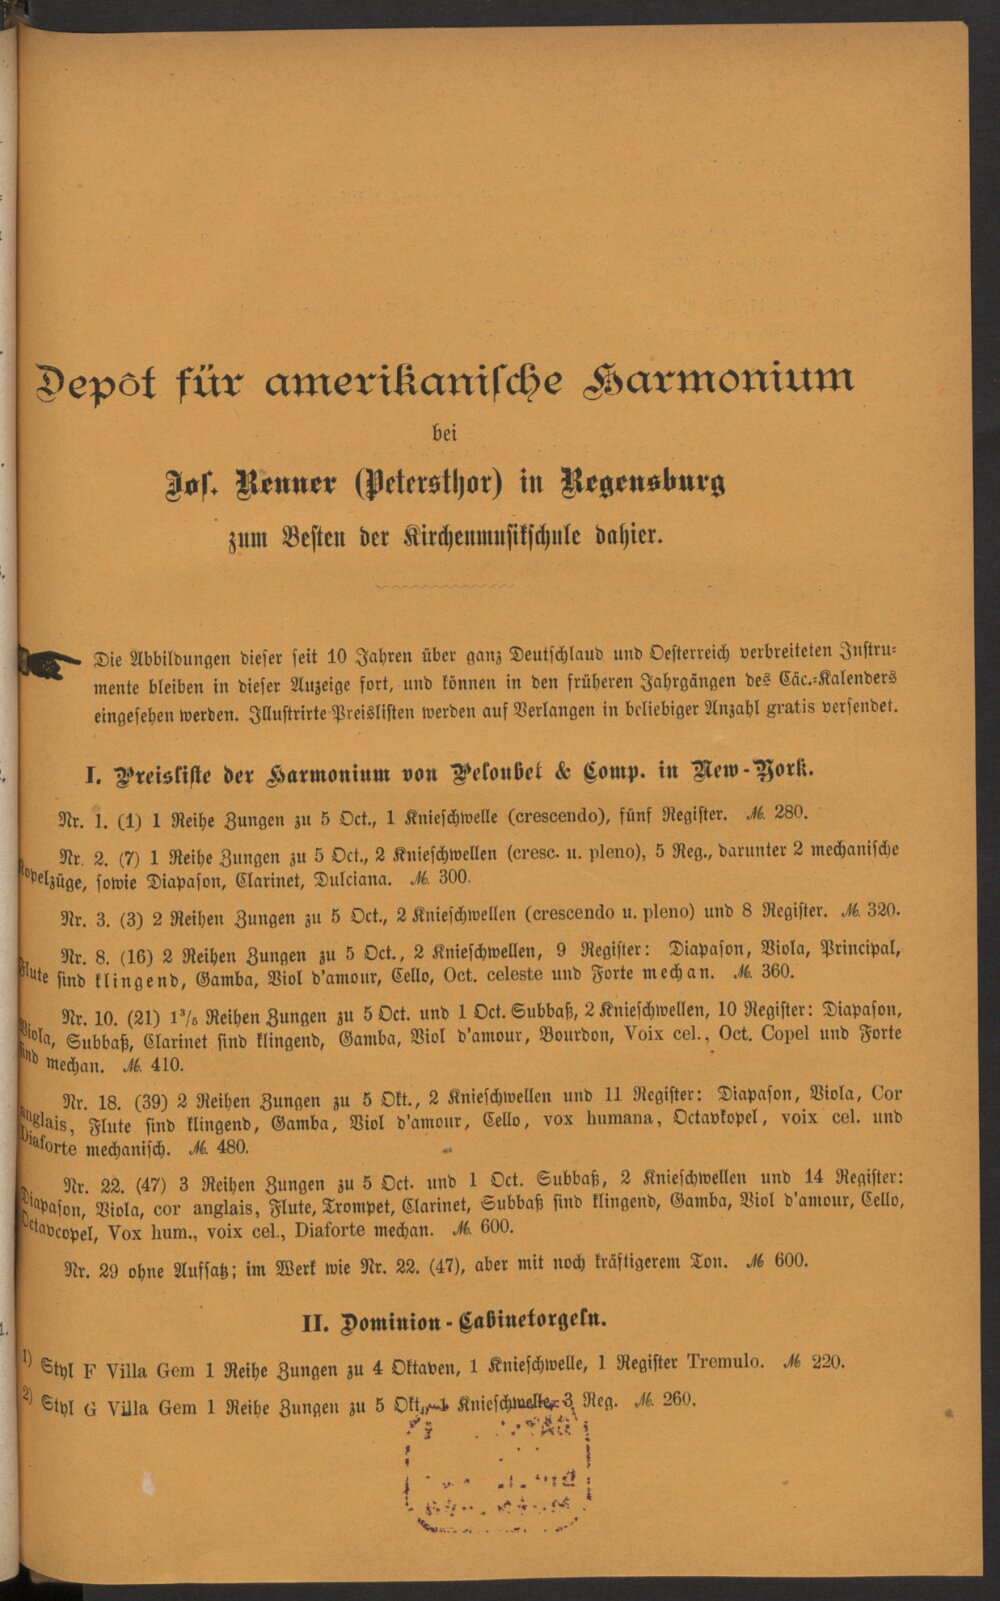 Depôt für amerikanische Harmonium
bei
Jos. Renner (Petersthor) in Regensburg
zum Besten der Kirchenmusikschule dahier.
Die Abbildungen dieser seit 10 Jahren über ganz Deutschland und Oesterreich verbreiteten Instru-
mente bleiben in dieser Anzeige fort, und können in den früheren Jahrgängen des Cäc.-Kalenders
eingesehen werden. Illustrirte Preislisten werden auf Verlangen in beliebiger Anzahl gratis versendet.
I. Preisliste der Harmonium von Peloubet & Comp. in New-York.
Nr. 1. (1) 1 Reihe Zungen zu 5 Oct., 1 Knieschwelle (crescendo), fünf Register. M. 280.
Nr. 2. (7) 1 Reihe Zungen zu 5 Oct., 2 Knieschwellen (cresc. u. pleno), 5 Reg., darunter 2 mechanische
Kopelzüge, sowie Diapason, Clarinet, Dulciana. M. 300.
Nr. 3. (3) 2 Reihen Zungen zu 5 Oct., 2 Knieschwellen (crescendo u. pleno) und 8 Register. M. 320.
Nr. 8. (16) 2 Reihen Zungen zu 5 Oct., 2 Knieschwellen, 9 Register: Diapason, Viola, Principal,
Flute sind klingend, Gamba, Viol d'amour, Cello, Oct. celeste und Forte mechan. M. 360.
Nr. 10. (21) 1³/₅ Reihen Zungen zu 5 Oct. und 1 Oct. Subbaß, 2 Knieschwellen, 10 Register: Diapason,
Viola, Subbaß, Clarinet sind klingend, Gamba, Viol d'amour, Bourdon, Voix cel., Oct. Copel und Forte
sind mechan. M. 410.
Nr. 18. (39) 2 Reihen Zungen zu 5 Okt., 2 Knieschwellen und 11 Register: Diapason, Viola, Cor
anglais, Flute sind klingend, Gamba, Viol d'amour, Cello, vox humana, Octavkopel, voix cel. und
Diaforte mechanisch. M. 480.
Nr. 22. (47) 3 Reihen Zungen zu 5 Oct. und 1 Oct. Subbaß, 2 Knieschwellen und 14 Register:
Diapason, Viola, cor anglais, Flute, Trompet, Clarinet, Subbaß sind klingend, Gamba, Viol d'amour, Cello,
Octavcopel, Vox hum., voix cel., Diaforte mechan. M. 600.
Nr. 29 ohne Aufsatz; im Werk wie Nr. 22. (47), aber mit noch kräftigerem Ton. M 600.
II. Dominion-Cabinetorgeln.
1) Styl F Villa Gem 1 Reihe Zungen zu 4 Oktaven, 1 Knieschwelle, 1 Register Tremulo. M 220.
2) Styl G Villa Gem 1 Reihe Zungen zu 5 Okt., 1 Knieschwelle, 3 Reg. M. 260.